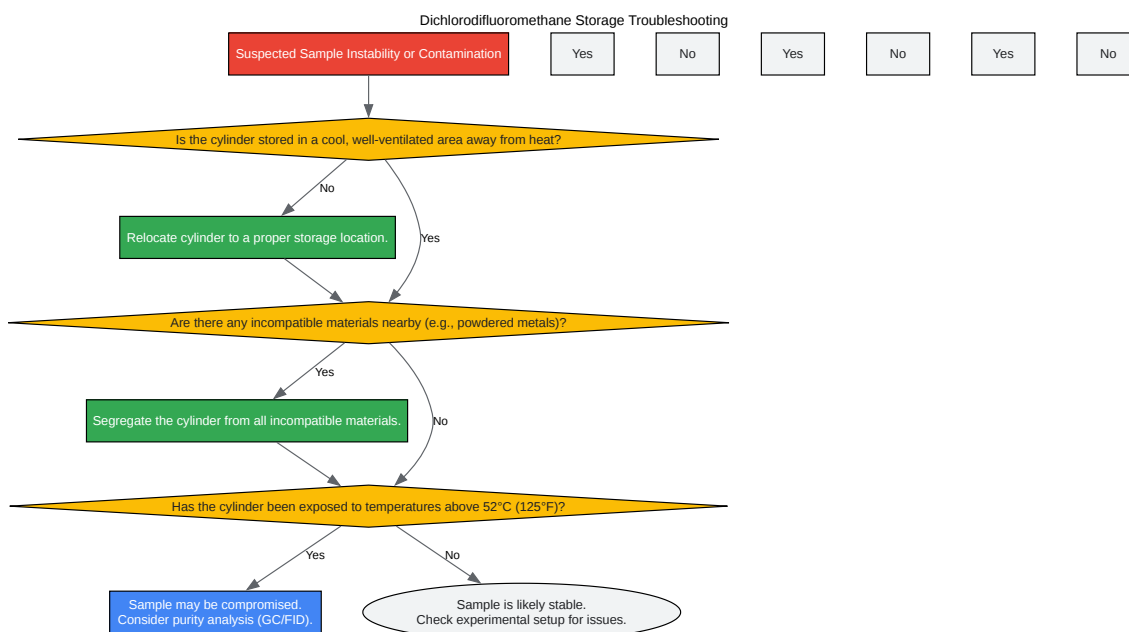 Dichlorodifluoromethane Storage Troubleshooting
Suspected Sample Instability or Contamination
Yes
No
Yes
No
Yes
No
Is the cylinder stored in a cool, well-ventilated area away from heat?
No
Relocate cylinder to a proper storage location.
Yes
Are there any incompatible materials nearby (e.g., powdered metals)?
Yes
Segregate the cylinder from all incompatible materials.
No
Has the cylinder been exposed to temperatures above 52°C (125°F)?
Yes
No
Sample may be compromised.
Consider purity analysis (GC/FID).
Sample is likely stable.
Check experimental setup for issues.